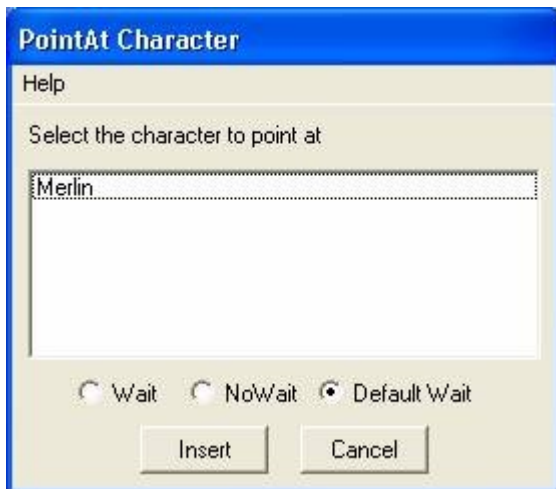 PointAt Character
Help
Select the character to point at
Merlin
Wait NoWait Default Wait
Insert Cancel